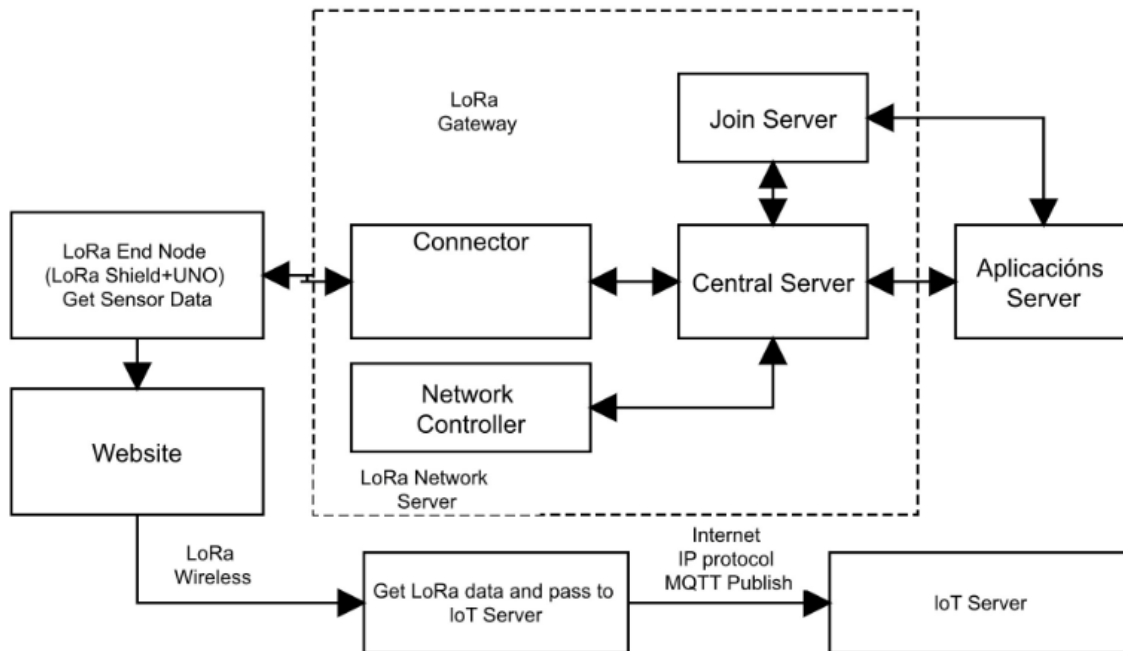 LoRa
Gateway
Join Server
LoRa End Node
(LoRa Shield+UNO)
Get Sensor Data
Connector
Central Server
Aplicacións
Server
Network
Controller
Website
LoRa Network
Server
LoRa
Wireless
Get LoRa data and pass to
IoT Server
Internet
IP protocol
MQTT Publish
IoT Server